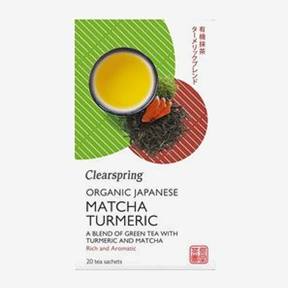 有機抹茶
ターメリックブレンド
Clearspring
ORGANIC JAPANESE
MATCHA
TURMERIC
A BLEND OF GREEN TEA WITH
TURMERIC AND MATCHA
Rich and Aromatic
20 tea sachets